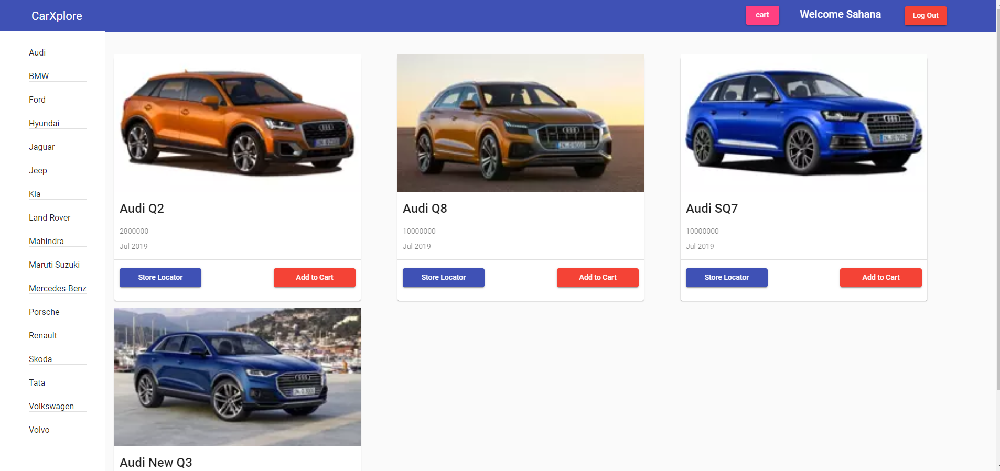 CarXplore
cart
Welcome Sahana
Log Out
Audi
BMW
Ford
Hyundai
Jaguar
Jeep
Kia
Land Rover
Mahindra
Maruti Suzuki
Mercedes-Benz
Porsche
Renault
Skoda
Tata
Volkswagen
Volvo
Audi Q2
2800000
Jul 2019
Store Locator
Add to Cart
Audi Q8
10000000
Jul 2019
Store Locator
Add to Cart
Audi SQ7
10000000
Jul 2019
Store Locator
Add to Cart
Audi New Q3